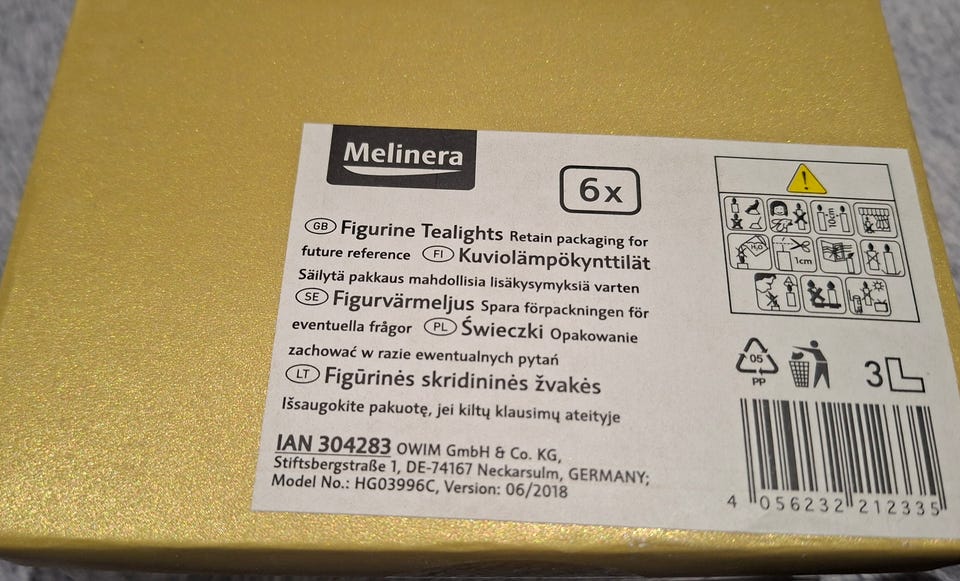 Melinera
6x
GB Figurine Tealights Retain packaging for
future reference FI Kuviolämpökynttilät
Säilytä pakkaus mahdollisia lisäkysymyksiä varten
SE Figurvärmeljus Spara förpackningen för
eventuella frågor PL Świeczki Opakowanie
zachować w razie ewentualnych pytań
LT Figūrinės skridininės žvakės
Išsaugokite pakuotę, jei kiltų klausimų ateityje
IAN 304283 OWIM GmbH & Co. KG,
Stiftsbergstraße 1, DE-74167 Neckarsulm, GERMANY;
Model No.: HG03996C, Version: 06/2018
!
10cm
H₂O
1cm
05
PP
3L
4 056232 212335